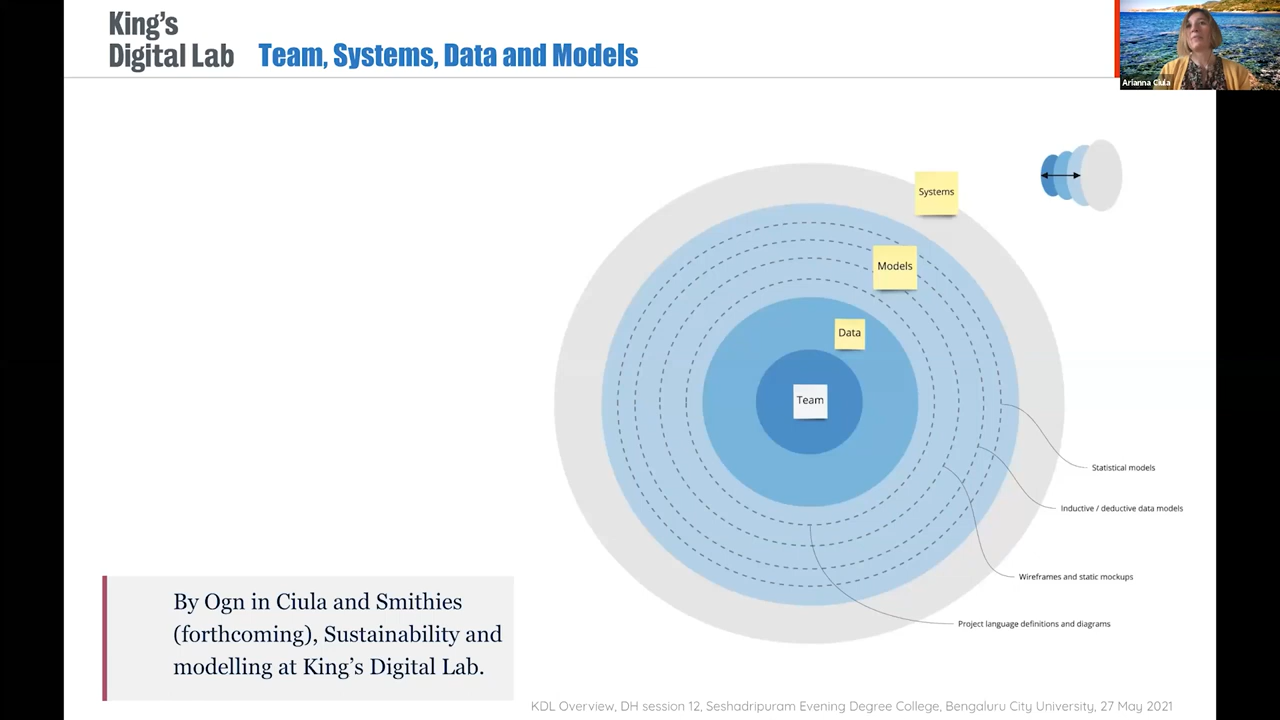 King's
Digital Lab
Team, Systems, Data and Models
Arianna Ciula
Systems
Models
Data
Team
Statistical models
Inductive / deductive data models
Wireframes and static mockups
Project language definitions and diagrams
By Ogn in Ciula and Smithies
(forthcoming), Sustainability and
modelling at King's Digital Lab.
KDL Overview, DH session 12, Seshadripuram Evening Degree College, Bengaluru City University, 27 May 2021